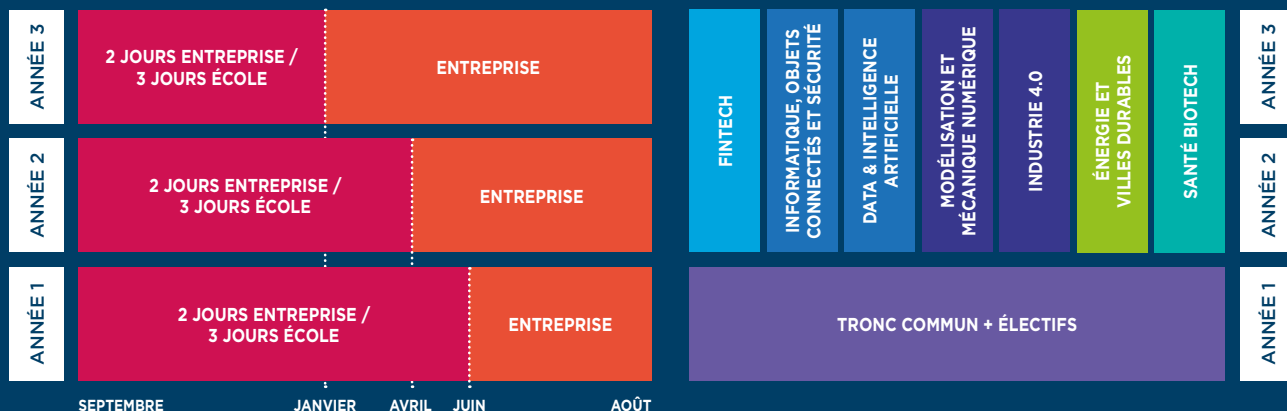 ANNÉE 3
2 JOURS ENTREPRISE /
3 JOURS ÉCOLE
ENTREPRISE
ANNÉE 2
2 JOURS ENTREPRISE /
3 JOURS ÉCOLE
ENTREPRISE
ANNÉE 1
2 JOURS ENTREPRISE /
3 JOURS ÉCOLE
ENTREPRISE
SEPTEMBRE
JANVIER
AVRIL
JUIN
AOÛT
FINTECH
INFORMATIQUE, OBJETS
CONNECTÉS ET SÉCURITÉ
DATA & INTELLIGENCE
ARTIFICIELLE
MODÉLISATION ET
MÉCANIQUE NUMÉRIQUE
INDUSTRIE 4.0
ÉNERGIE ET
VILLES DURABLES
SANTÉ BIOTECH
TRONC COMMUN + ÉLECTIFS
ANNÉE 3
ANNÉE 2
ANNÉE 1